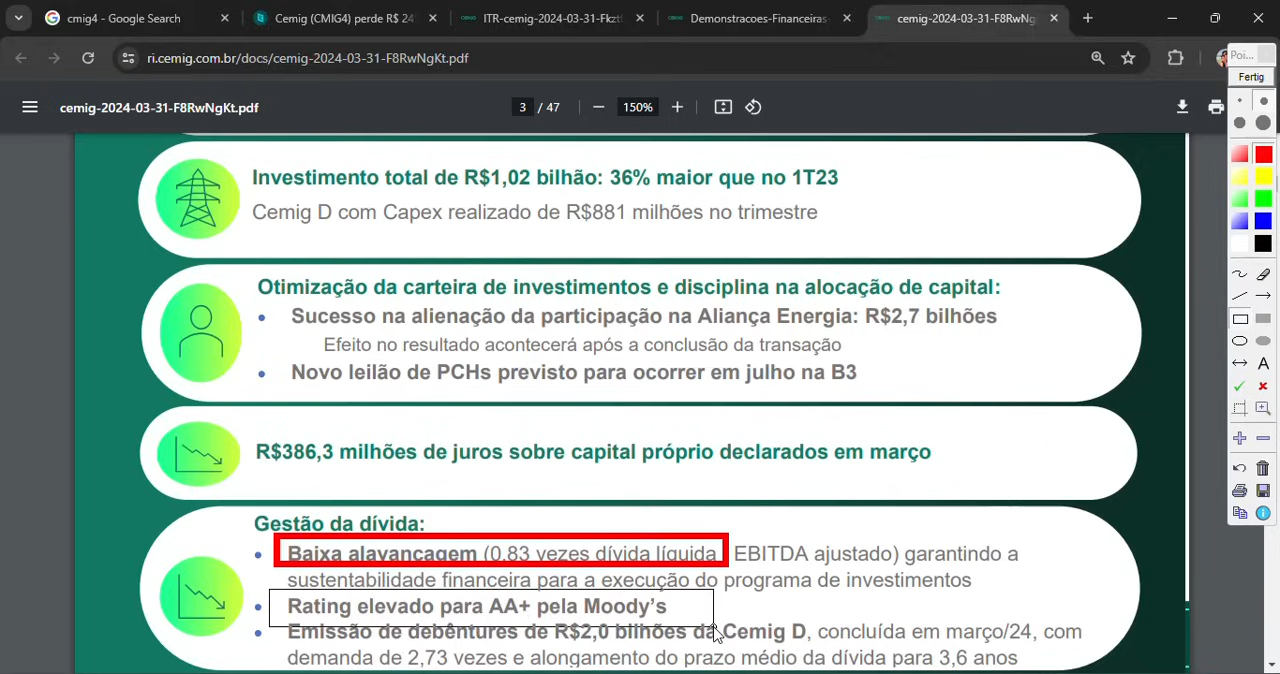 cmig4 - Google Search
Cemig (CMIG4) perde R$ 24
ITR-cemig-2024-03-31-Fkzt
Demonstracoes-Financeiras
cemig-2024-03-31-F8RwNg
ri.cemig.com.br/docs/cemig-2024-03-31-F8RwNgKt.pdf
Poi...
Fertig
cemig-2024-03-31-F8RwNgKt.pdf
3 / 47
150%
Investimento total de R$1,02 bilhão: 36% maior que no 1T23
Cemig D com Capex realizado de R$881 milhões no trimestre
Otimização da carteira de investimentos e disciplina na alocação de capital:
• Sucesso na alienação da participação na Aliança Energia: R$2,7 bilhões
Efeito no resultado acontecerá após a conclusão da transação
• Novo leilão de PCHs previsto para ocorrer em julho na B3
R$386,3 milhões de juros sobre capital próprio declarados em março
Gestão da dívida:
• Baixa alavancagem (0,83 vezes dívida líquida EBITDA ajustado) garantindo a
sustentabilidade financeira para a execução do programa de investimentos
• Rating elevado para AA+ pela Moody's
• Emissão de debêntures de R$2,0 bilhões da Cemig D, concluída em março/24, com
demanda de 2,73 vezes e alongamento do prazo médio da dívida para 3,6 anos